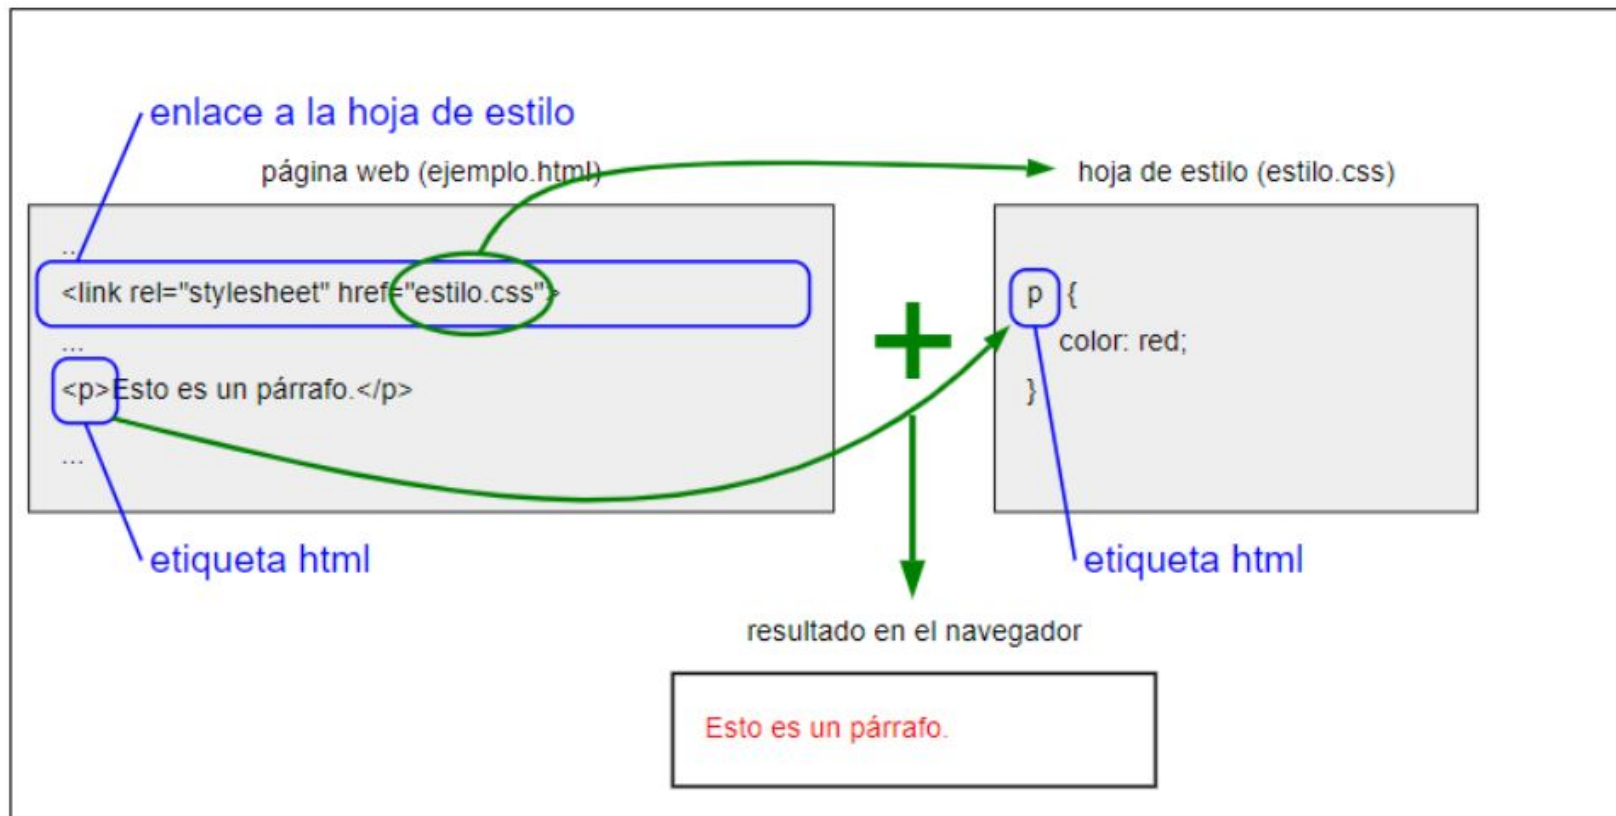 enlace a la hoja de estilo
página web (ejemplo.html)
...
<link rel="stylesheet" href="estilo.css">
...
<p>Esto es un párrafo.</p>
...
etiqueta html
hoja de estilo (estilo.css)
p {
color: red;
}
etiqueta html
+
resultado en el navegador
Esto es un párrafo.